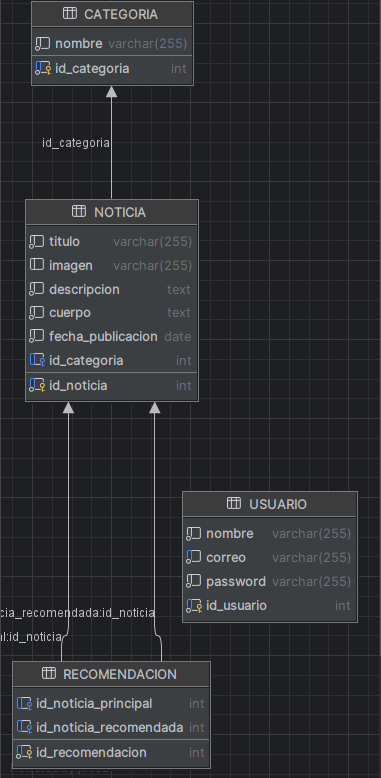 CATEGORIA
nombre varchar(255)
id_categoria int
id_categoria
NOTICIA
titulo varchar(255)
imagen varchar(255)
descripcion text
cuerpo text
fecha_publicacion date
id_categoria int
id_noticia int
USUARIO
nombre varchar(255)
correo varchar(255)
password varchar(255)
id_usuario int
cia_recomendada:id_noticia
al:id_noticia
RECOMENDACION
id_noticia_principal int
id_noticia_recomendada int
id_recomendacion int